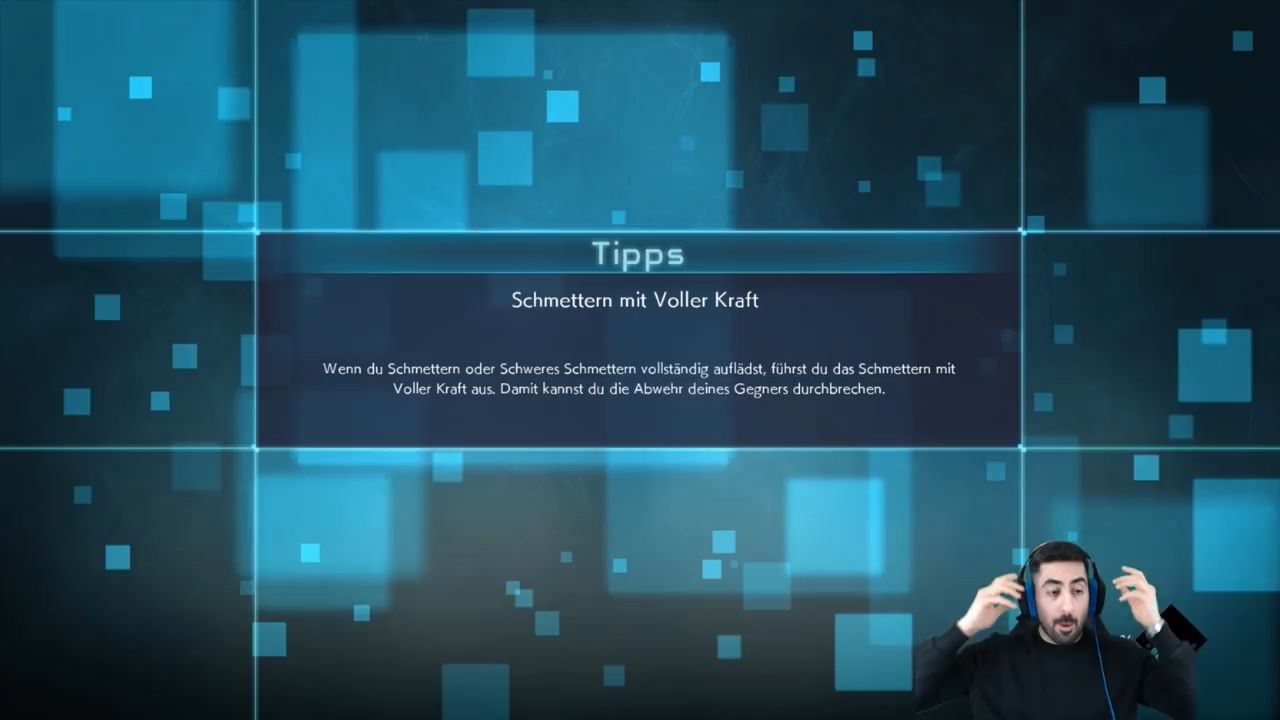 Tipps
Schmettern mit Voller Kraft
Wenn du Schmettern oder Schweres Schmettern vollständig auflädst, führst du das Schmettern mit
Voller Kraft aus. Damit kannst du die Abwehr deines Gegners durchbrechen.